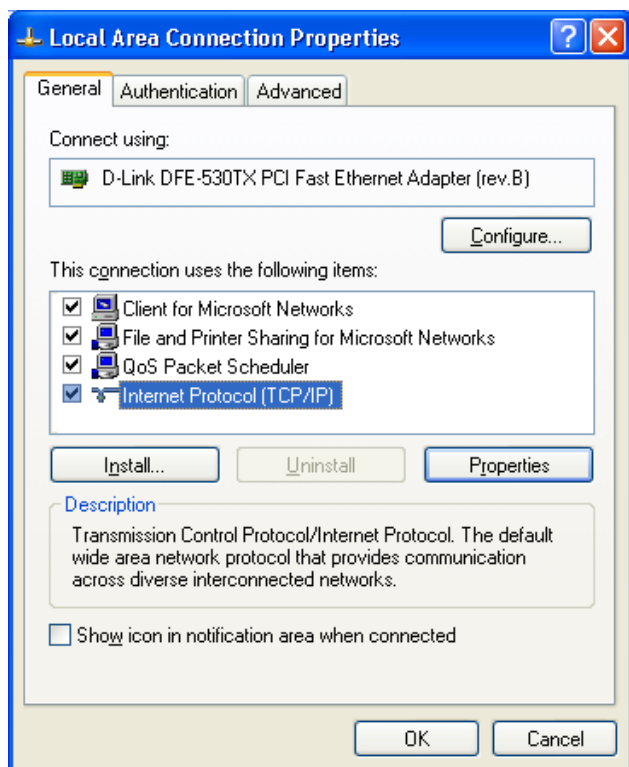 Local Area Connection Properties
General Authentication Advanced
Connect using:
D-Link DFE-530TX PCI Fast Ethernet Adapter (rev.B)
Configure...
This connection uses the following items:
Client for Microsoft Networks
File and Printer Sharing for Microsoft Networks
QoS Packet Scheduler
Internet Protocol (TCP/IP)
Install... Uninstall Properties
Description
Transmission Control Protocol/Internet Protocol. The default
wide area network protocol that provides communication
across diverse interconnected networks.
Show icon in notification area when connected
OK Cancel